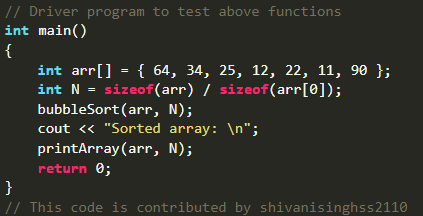 // Driver program to test above functions
int main()
{
    int arr[] = { 64, 34, 25, 12, 22, 11, 90 };
    int N = sizeof(arr) / sizeof(arr[0]);
    bubbleSort(arr, N);
    cout << "Sorted array: \n";
    printArray(arr, N);
    return 0;
}
// This code is contributed by shivanisinghss2110